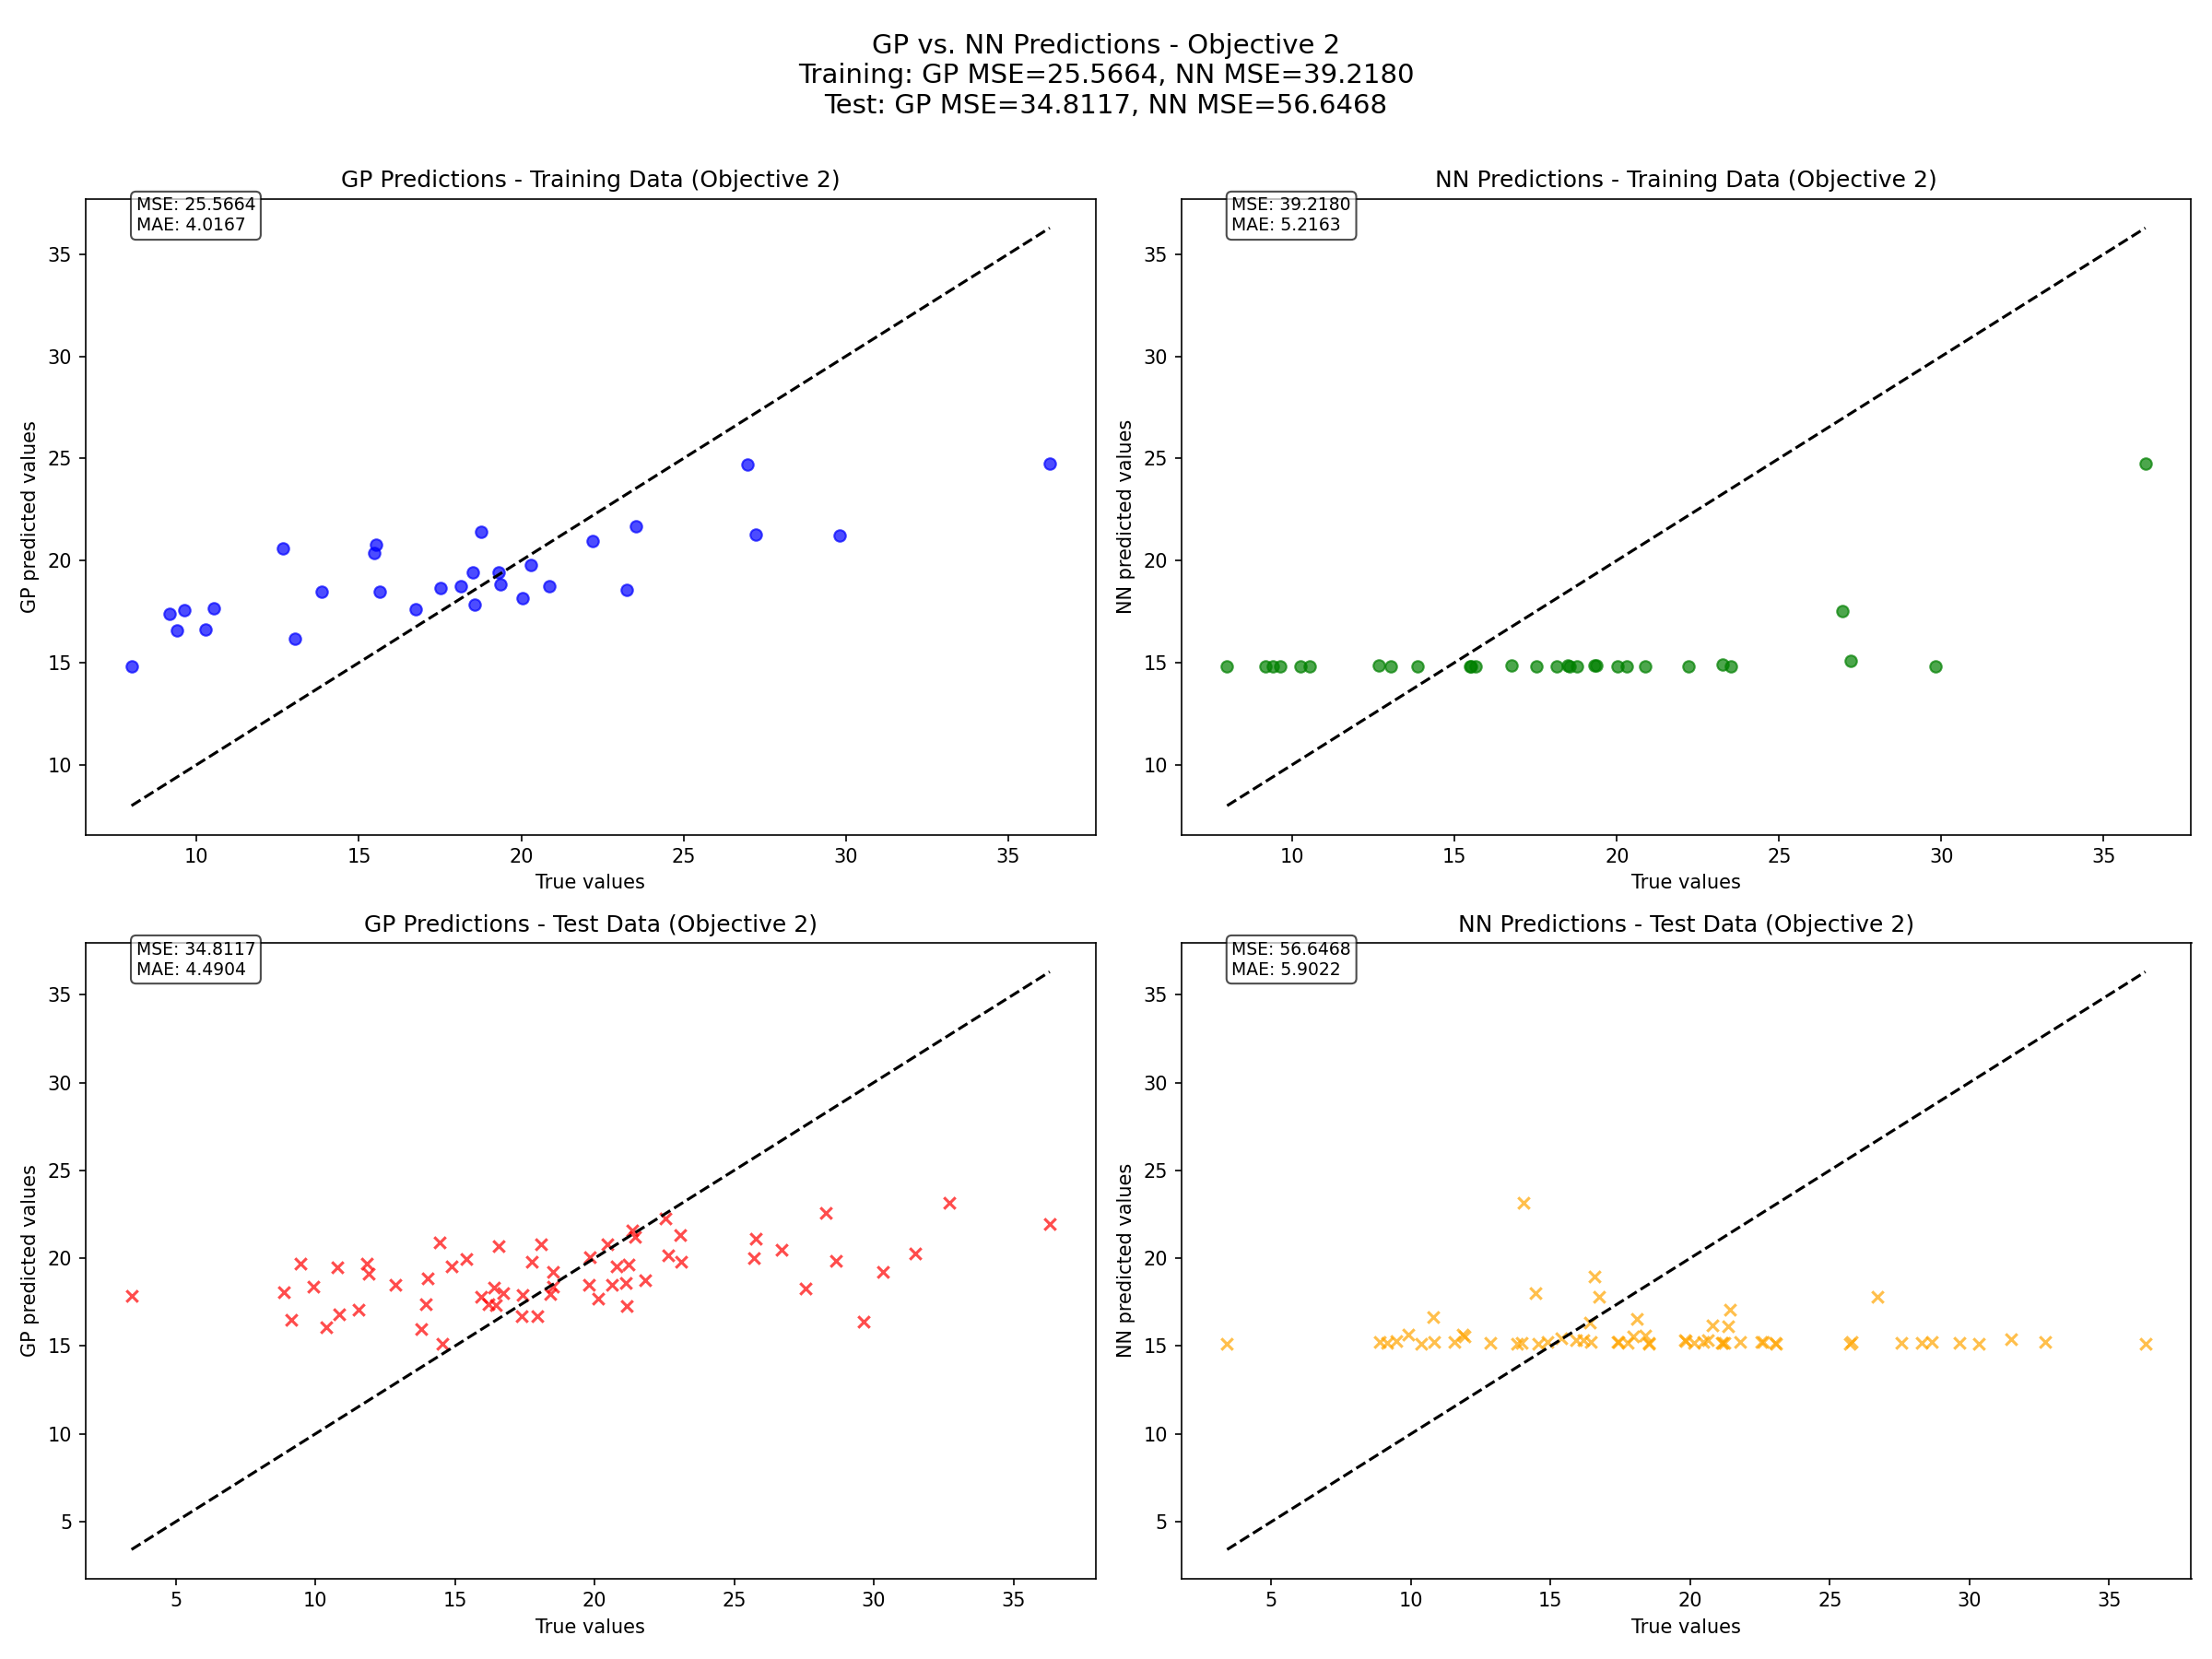 GP vs. NN Predictions - Objective 2
Training: GP MSE=25.5664, NN MSE=39.2180
Test: GP MSE=34.8117, NN MSE=56.6468
GP Predictions - Training Data (Objective 2)
MSE: 25.5664
MAE: 4.0167
GP predicted values
35
30
25
20
15
10
10 15 20 25 30 35
True values
NN Predictions - Training Data (Objective 2)
MSE: 39.2180
MAE: 5.2163
NN predicted values
35
30
25
20
15
10
10 15 20 25 30 35
True values
GP Predictions - Test Data (Objective 2)
MSE: 34.8117
MAE: 4.4904
GP predicted values
35
30
25
20
15
10
5
5 10 15 20 25 30 35
True values
NN Predictions - Test Data (Objective 2)
MSE: 56.6468
MAE: 5.9022
NN predicted values
35
30
25
20
15
10
5
5 10 15 20 25 30 35
True values